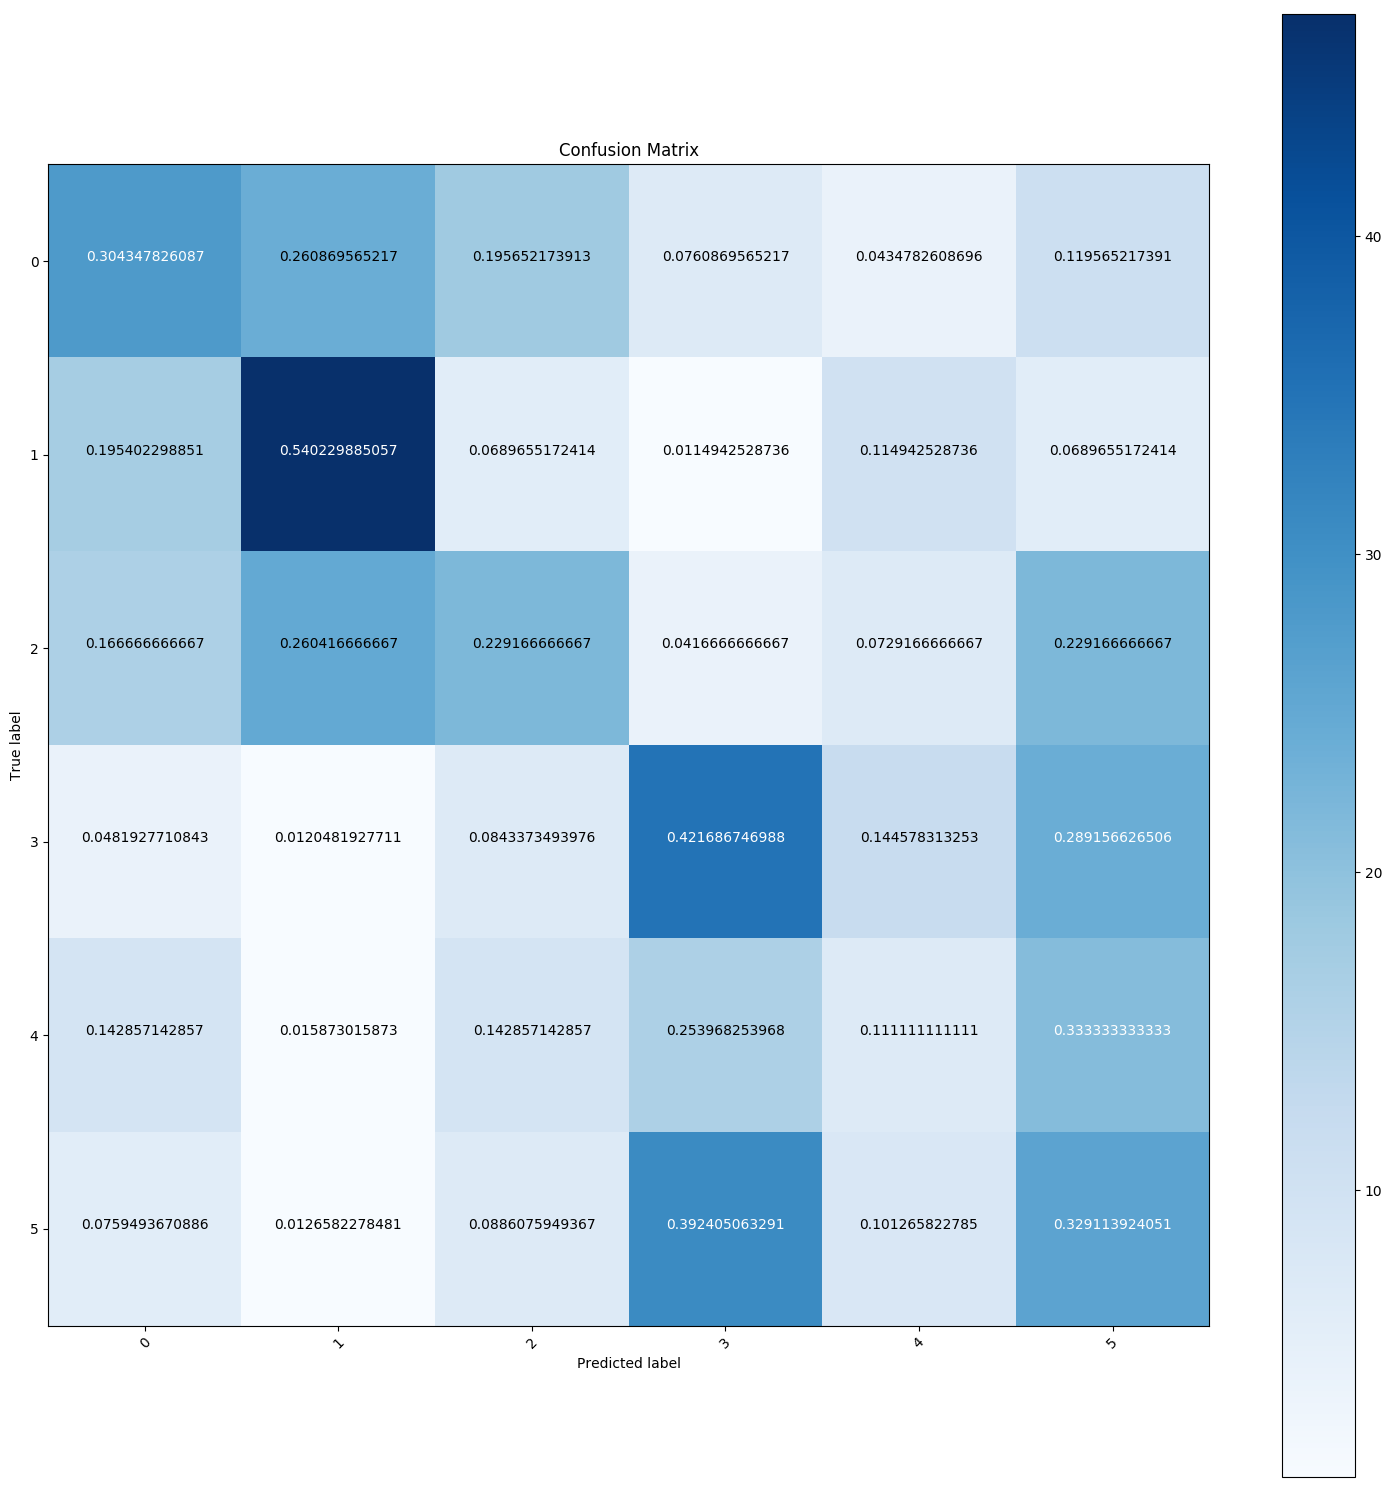 Confusion Matrix
0 0.304347826087 0.260869565217 0.195652173913 0.0760869565217 0.0434782608696 0.119565217391
1 0.195402298851 0.540229885057 0.0689655172414 0.0114942528736 0.114942528736 0.0689655172414
2 0.166666666667 0.260416666667 0.229166666667 0.0416666666667 0.0729166666667 0.229166666667
3 0.0481927710843 0.0120481927711 0.0843373493976 0.421686746988 0.144578313253 0.289156626506
4 0.142857142857 0.015873015873 0.142857142857 0.253968253968 0.111111111111 0.333333333333
5 0.0759493670886 0.0126582278481 0.0886075949367 0.392405063291 0.101265822785 0.329113924051
0 1 2 3 4 5
Predicted label
True label
40
30
20
10